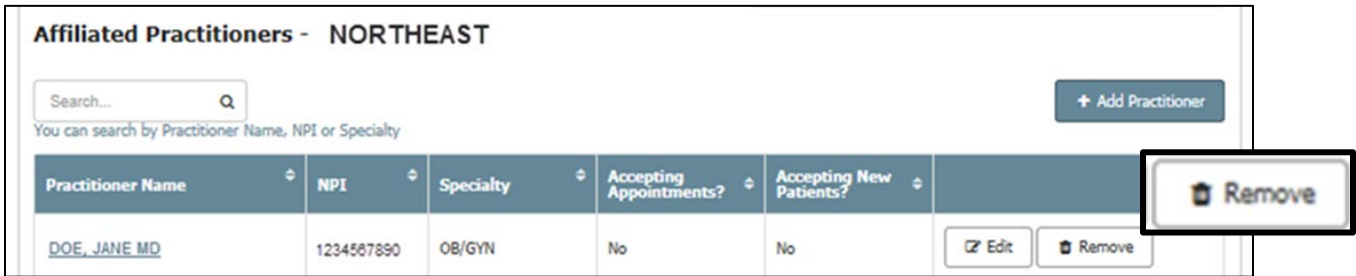 Affiliated Practitioners - NORTHEAST
Search...
+ Add Practitioner
You can search by Practitioner Name, NPI or Specialty
Practitioner Name NPI Specialty Accepting Appointments? Accepting New Patients?
Remove
DOE, JANE MD 1234567890 OB/GYN No No Edit Remove